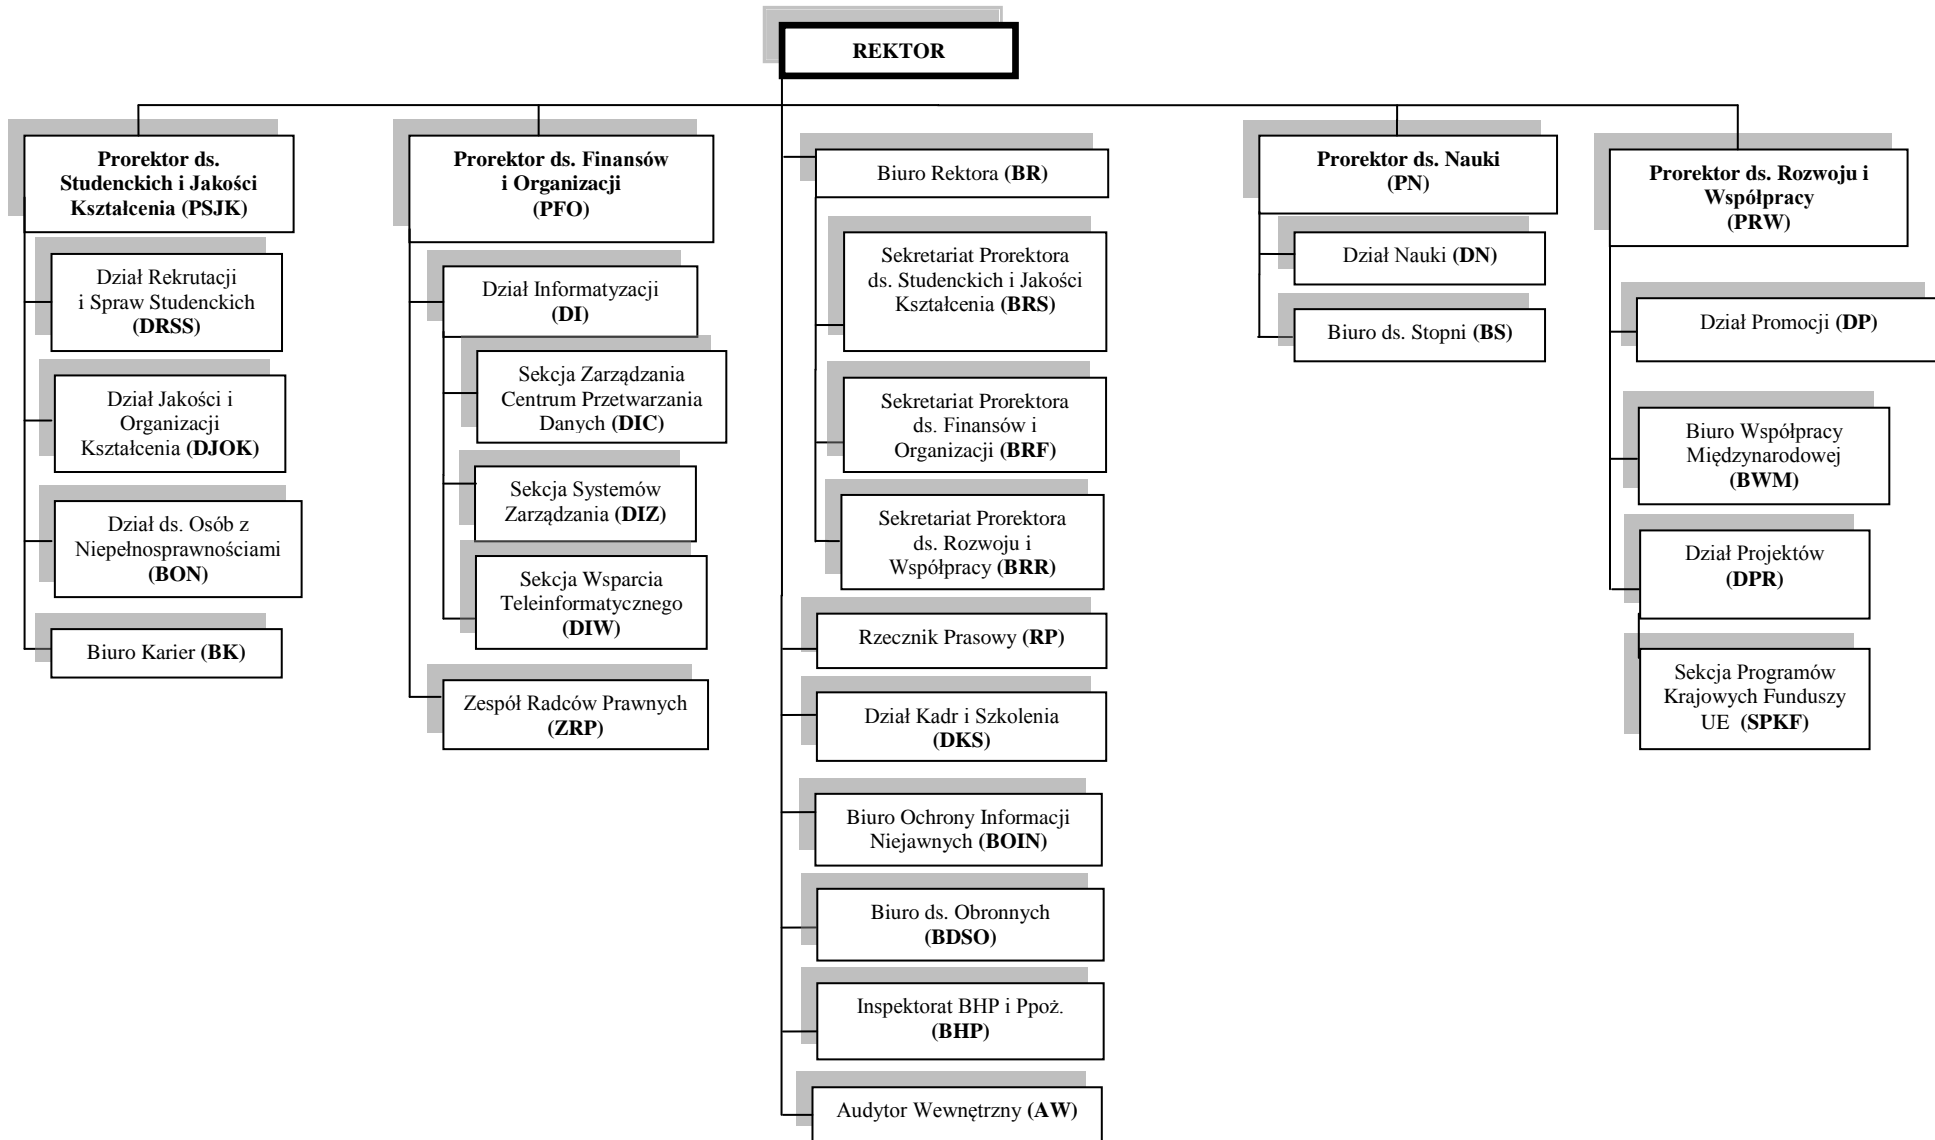 REKTOR
Prorektor ds.
Studenckich i Jakości
Kształcenia (PSJK)
Dział Rekrutacji
i Spraw Studenckich
(DRSS)
Dział Jakości i
Organizacji
Kształcenia (DJOK)
Dział ds. Osób z
Niepełnosprawnościami
(BON)
Biuro Karier (BK)
Prorektor ds. Finansów
i Organizacji
(PFO)
Dział Informatyzacji
(DI)
Sekcja Zarządzania
Centrum Przetwarzania
Danych (DIC)
Sekcja Systemów
Zarządzania (DIZ)
Sekcja Wsparcia
Teleinformatycznego
(DIW)
Zespół Radców Prawnych
(ZRP)
Biuro Rektora (BR)
Sekretariat Prorektora
ds. Studenckich i Jakości
Kształcenia (BRS)
Sekretariat Prorektora
ds. Finansów i
Organizacji (BRF)
Sekretariat Prorektora
ds. Rozwoju i
Współpracy (BRR)
Rzecznik Prasowy (RP)
Dział Kadr i Szkolenia
(DKS)
Biuro Ochrony Informacji
Niejawnych (BOIN)
Biuro ds. Obronnych
(BDSO)
Inspektorat BHP i Ppoż.
(BHP)
Audytor Wewnętrzny (AW)
Prorektor ds. Nauki
(PN)
Dział Nauki (DN)
Biuro ds. Stopni (BS)
Prorektor ds. Rozwoju i
Współpracy
(PRW)
Dział Promocji (DP)
Biuro Współpracy
Międzynarodowej
(BWM)
Dział Projektów
(DPR)
Sekcja Programów
Krajowych Funduszy
UE (SPKF)